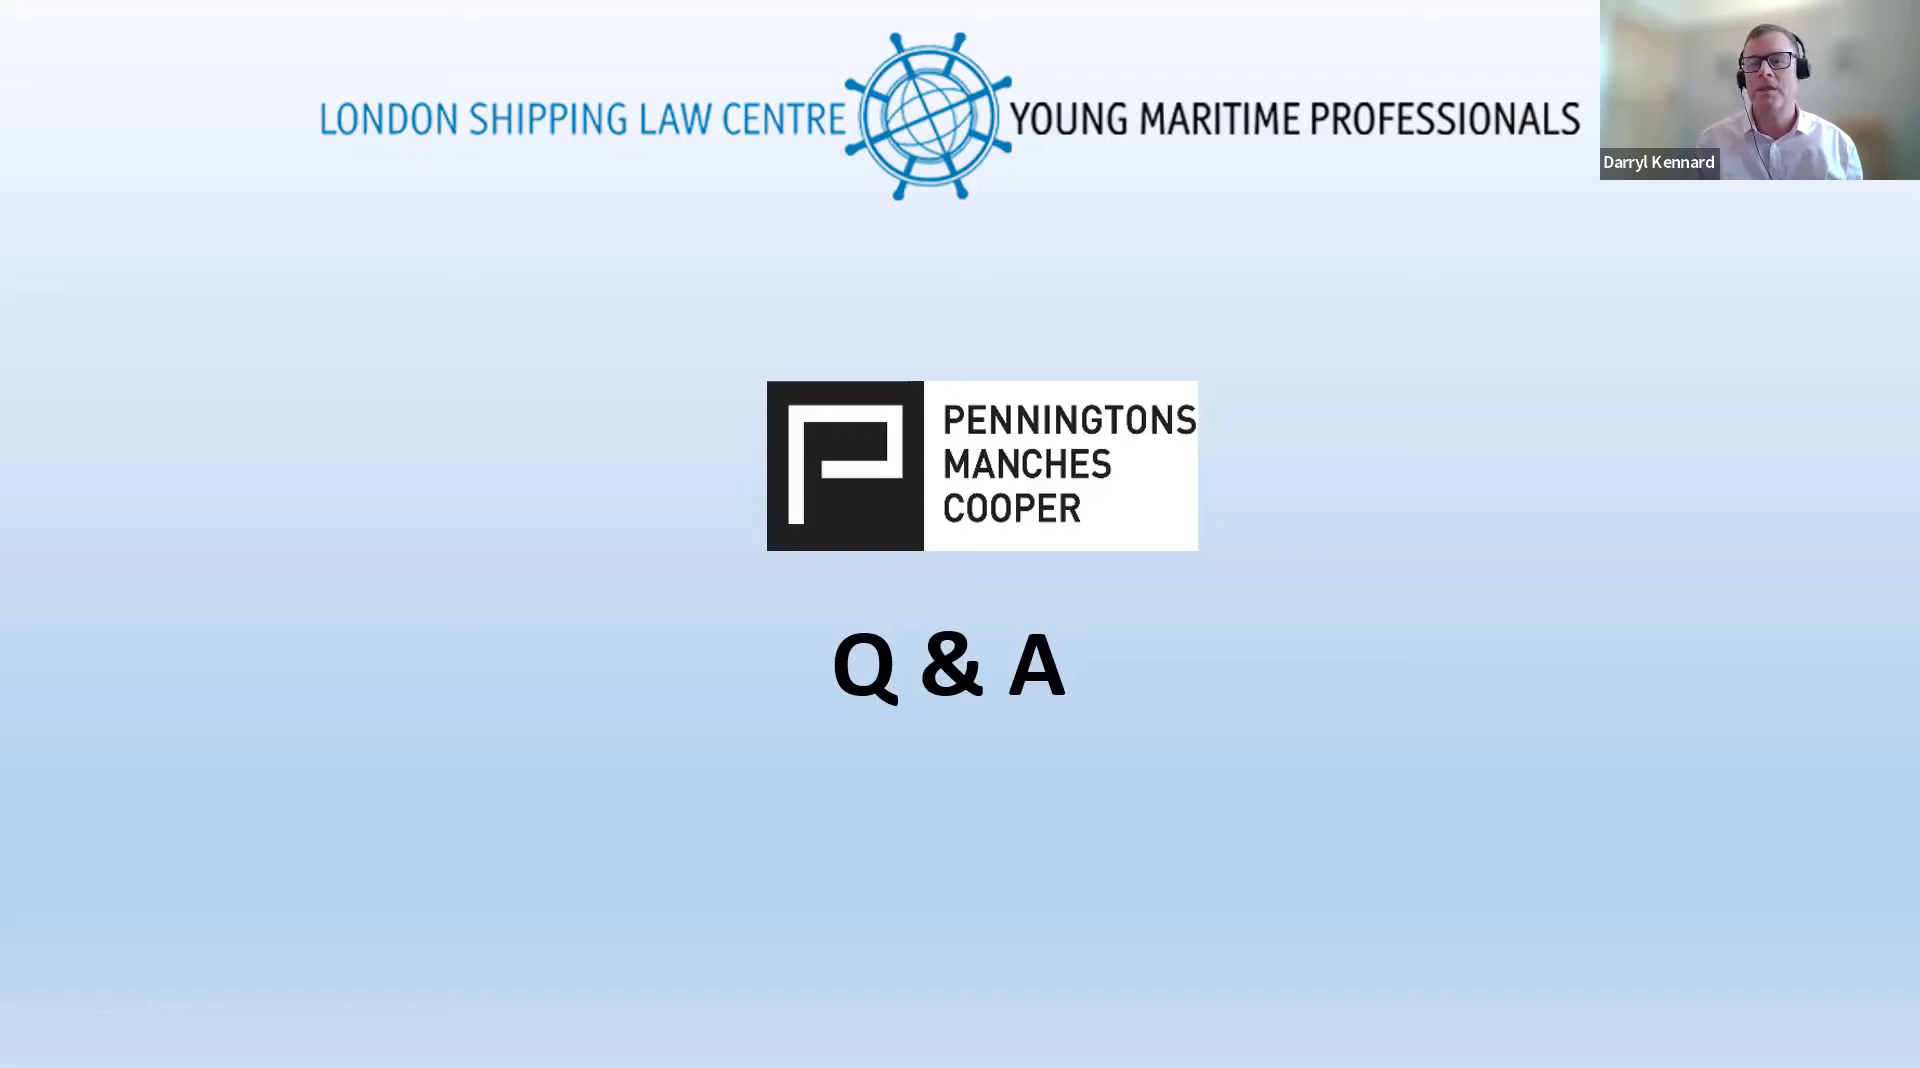 LONDON SHIPPING LAW CENTRE YOUNG MARITIME PROFESSIONALS
Darryl Kennard
PENNINGTONS
MANCHES
COOPER
Q & A